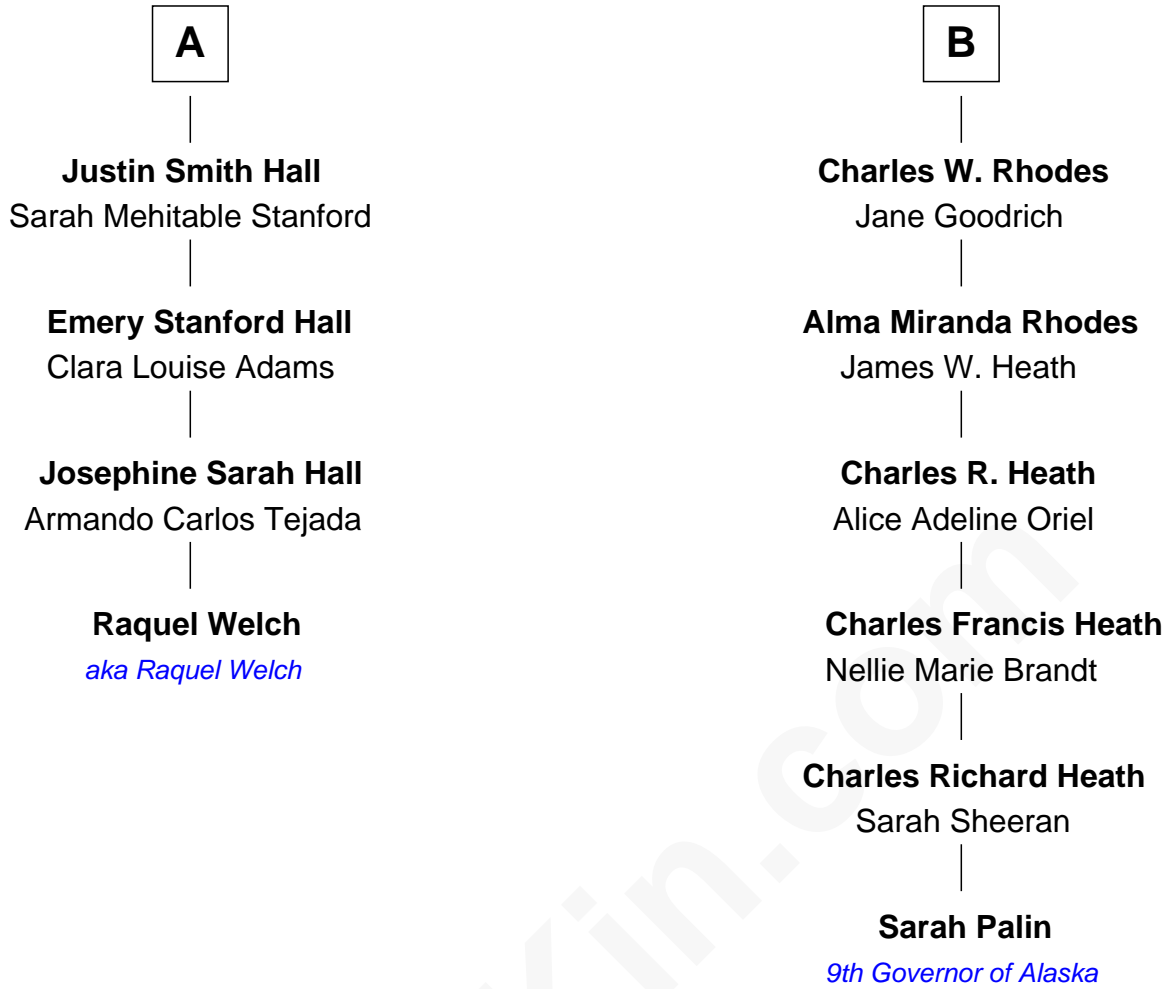 A
Justin Smith Hall
Sarah Mehitable Stanford
Emery Stanford Hall
Clara Louise Adams
Josephine Sarah Hall
Armando Carlos Tejada
Raquel Welch
aka Raquel Welch
B
Charles W. Rhodes
Jane Goodrich
Alma Miranda Rhodes
James W. Heath
Charles R. Heath
Alice Adeline Oriel
Charles Francis Heath
Nellie Marie Brandt
Charles Richard Heath
Sarah Sheeran
Sarah Palin
9th Governor of Alaska